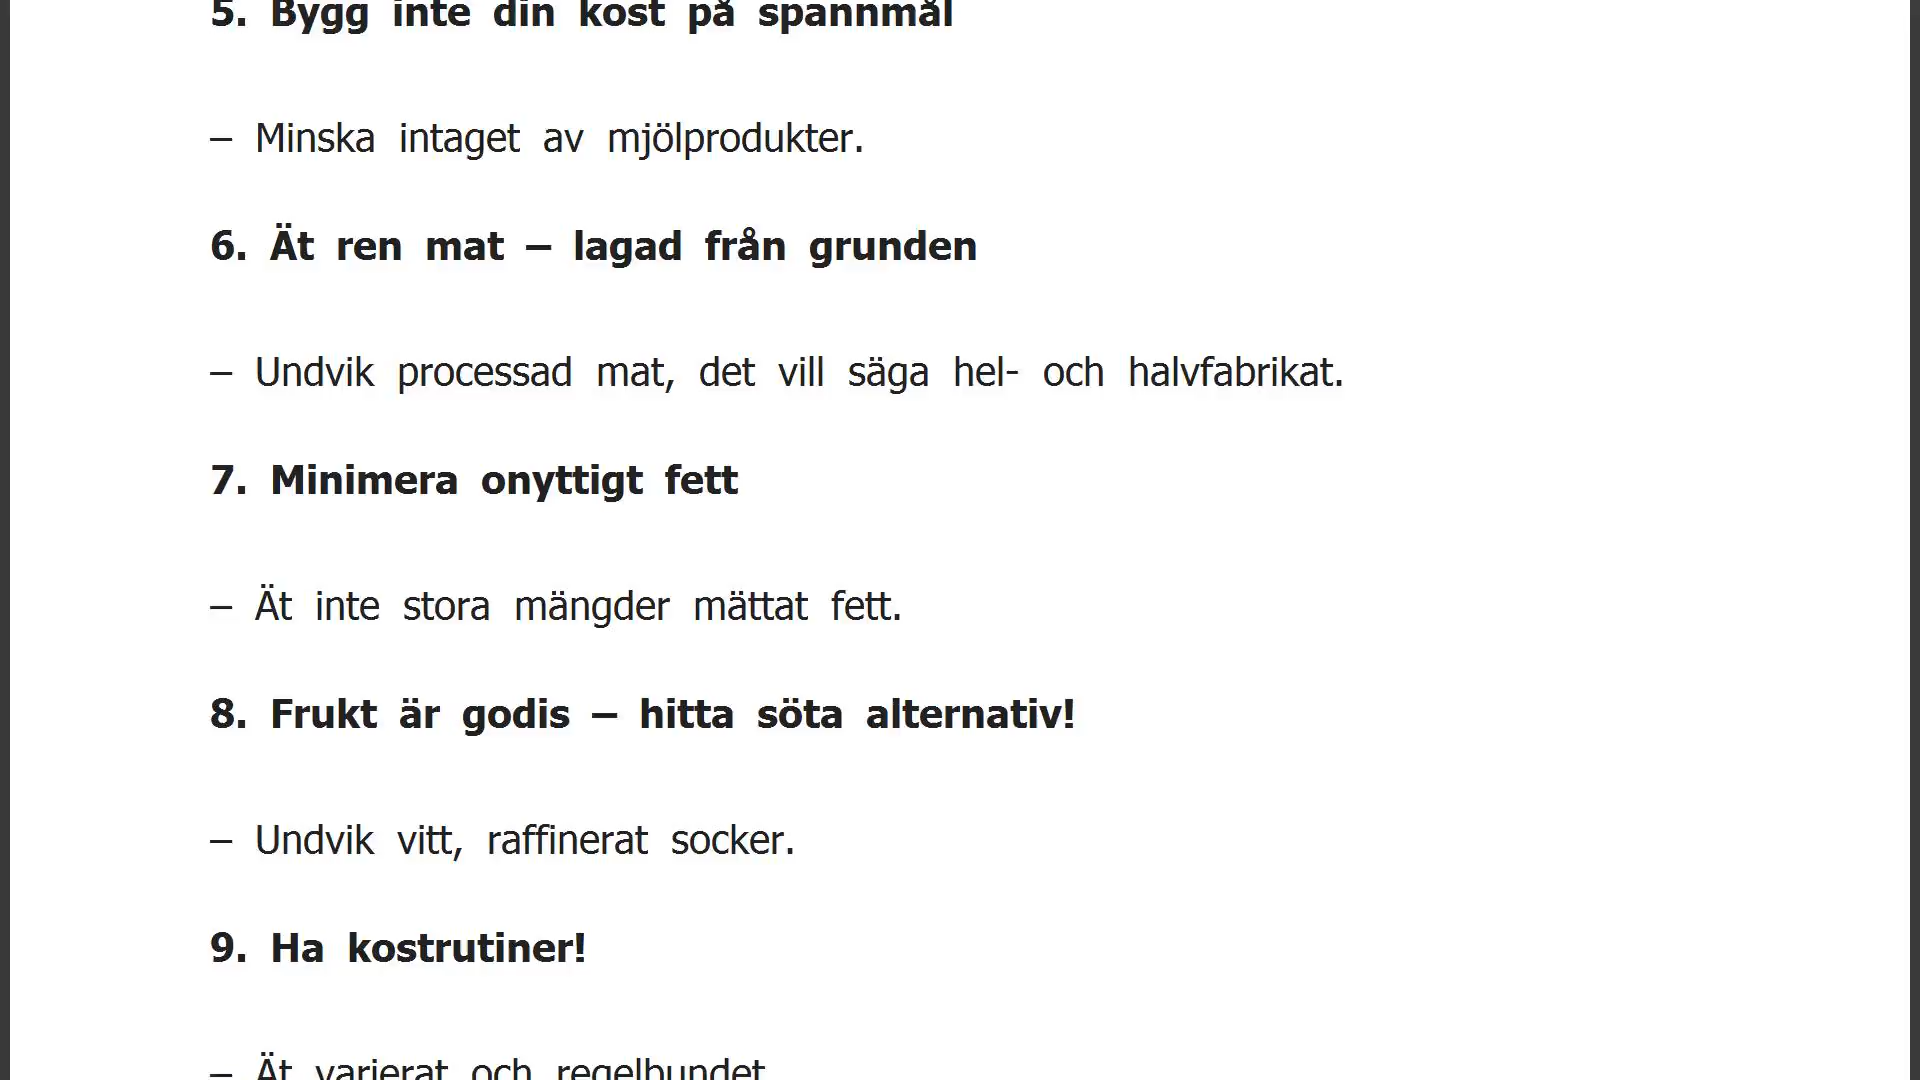 5. Bygg inte din kost på spannmål
– Minska intaget av mjölprodukter.
6. Ät ren mat – lagad från grunden
– Undvik processad mat, det vill säga hel- och halvfabrikat.
7. Minimera onyttigt fett
– Ät inte stora mängder mättat fett.
8. Frukt är godis – hitta söta alternativ!
– Undvik vitt, raffinerat socker.
9. Ha kostrutiner!
– Ät varierat och regelbundet